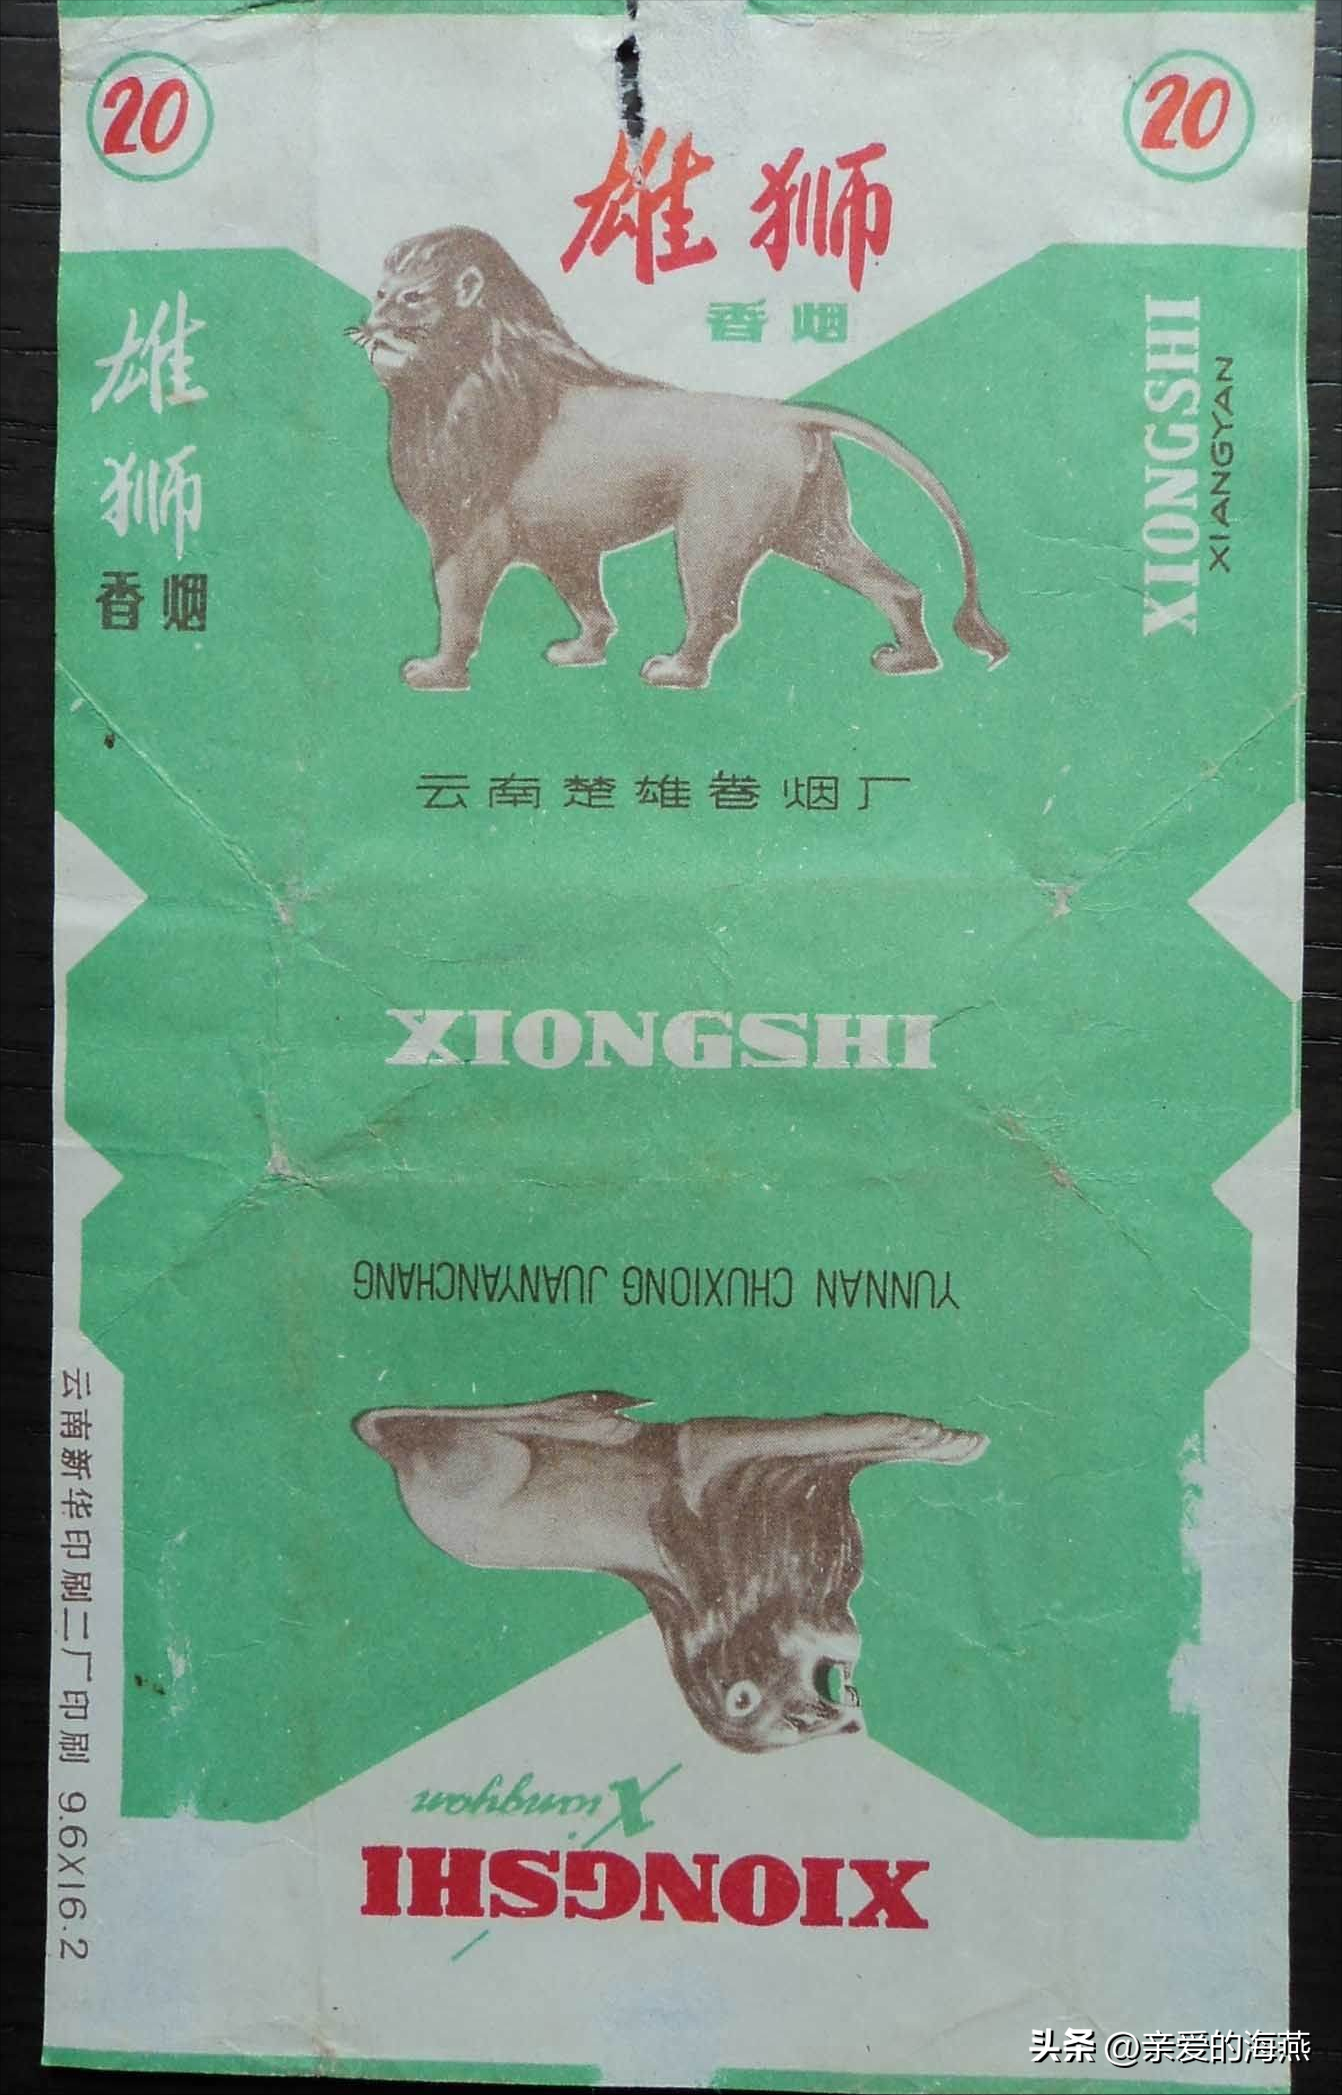 20
20
雄狮
香烟
雄
狮
香烟
XIONGSHI
XIANGYAN
云南楚雄卷烟厂
XIONGSHI
YUNNAN CHUXIONG JUANYANCHANG
Xiangyan
XIONGSHI
云南新华印刷二厂印刷 9.6X16.2
头条 @亲爱的海燕